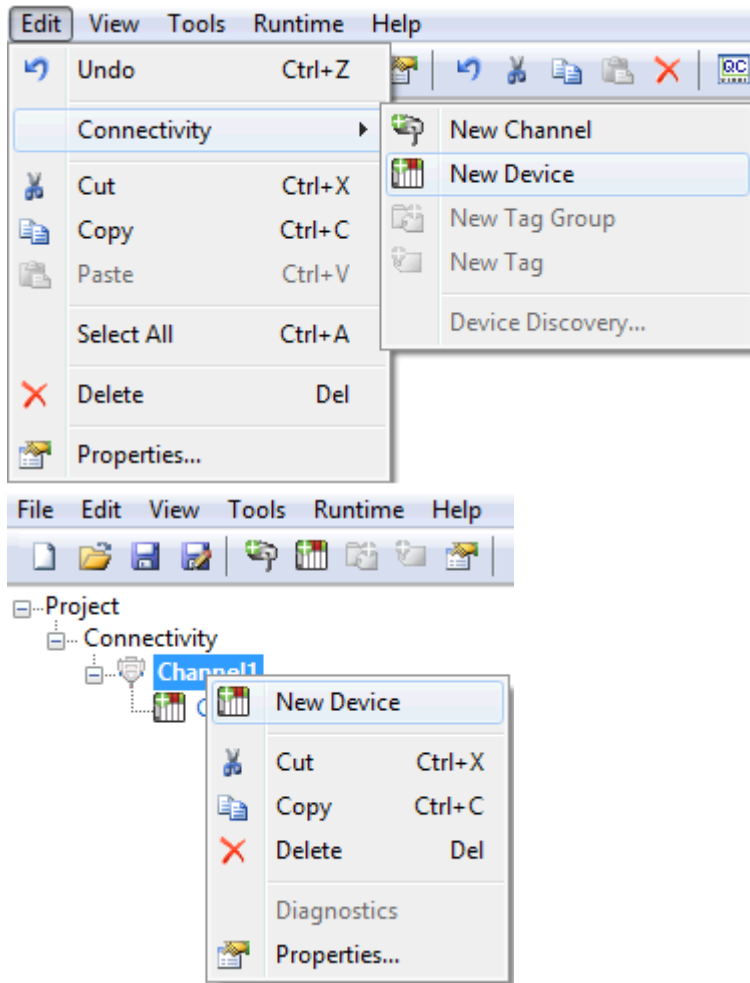 Edit View Tools Runtime Help
Undo Ctrl+Z
QC
Connectivity
New Channel
New Device
New Tag Group
New Tag
Device Discovery...
Cut Ctrl+X
Copy Ctrl+C
Paste Ctrl+V
Select All Ctrl+A
Delete Del
Properties...
File Edit View Tools Runtime Help
Project
Connectivity
Channel1
New Device
Cut Ctrl+X
Copy Ctrl+C
Delete Del
Diagnostics
Properties...